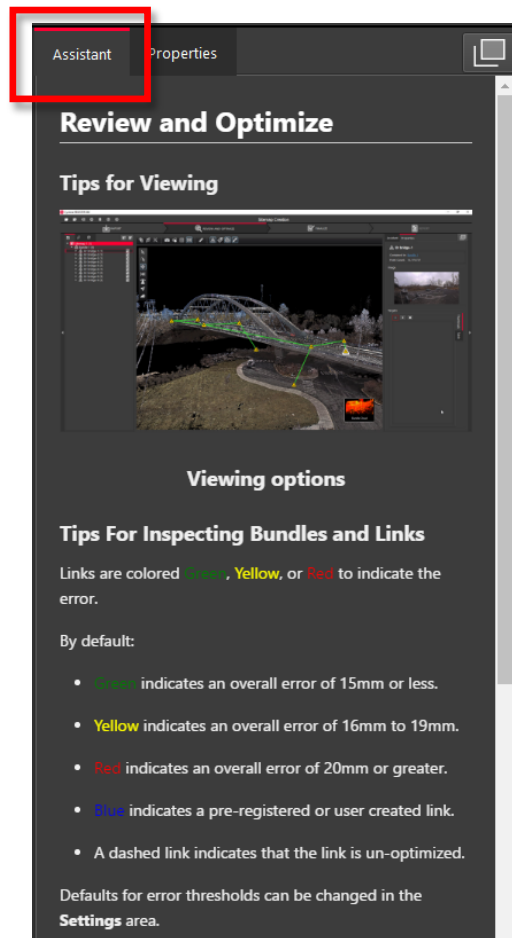 Assistant
Properties
Review and Optimize
Tips for Viewing
Viewing options
Tips For Inspecting Bundles and Links
Links are colored Green, Yellow, or Red to indicate the
error.
By default:
• Green indicates an overall error of 15mm or less.
• Yellow indicates an overall error of 16mm to 19mm.
• Red indicates an overall error of 20mm or greater.
• Blue indicates a pre-registered or user created link.
• A dashed link indicates that the link is un-optimized.
Defaults for error thresholds can be changed in the
Settings area.